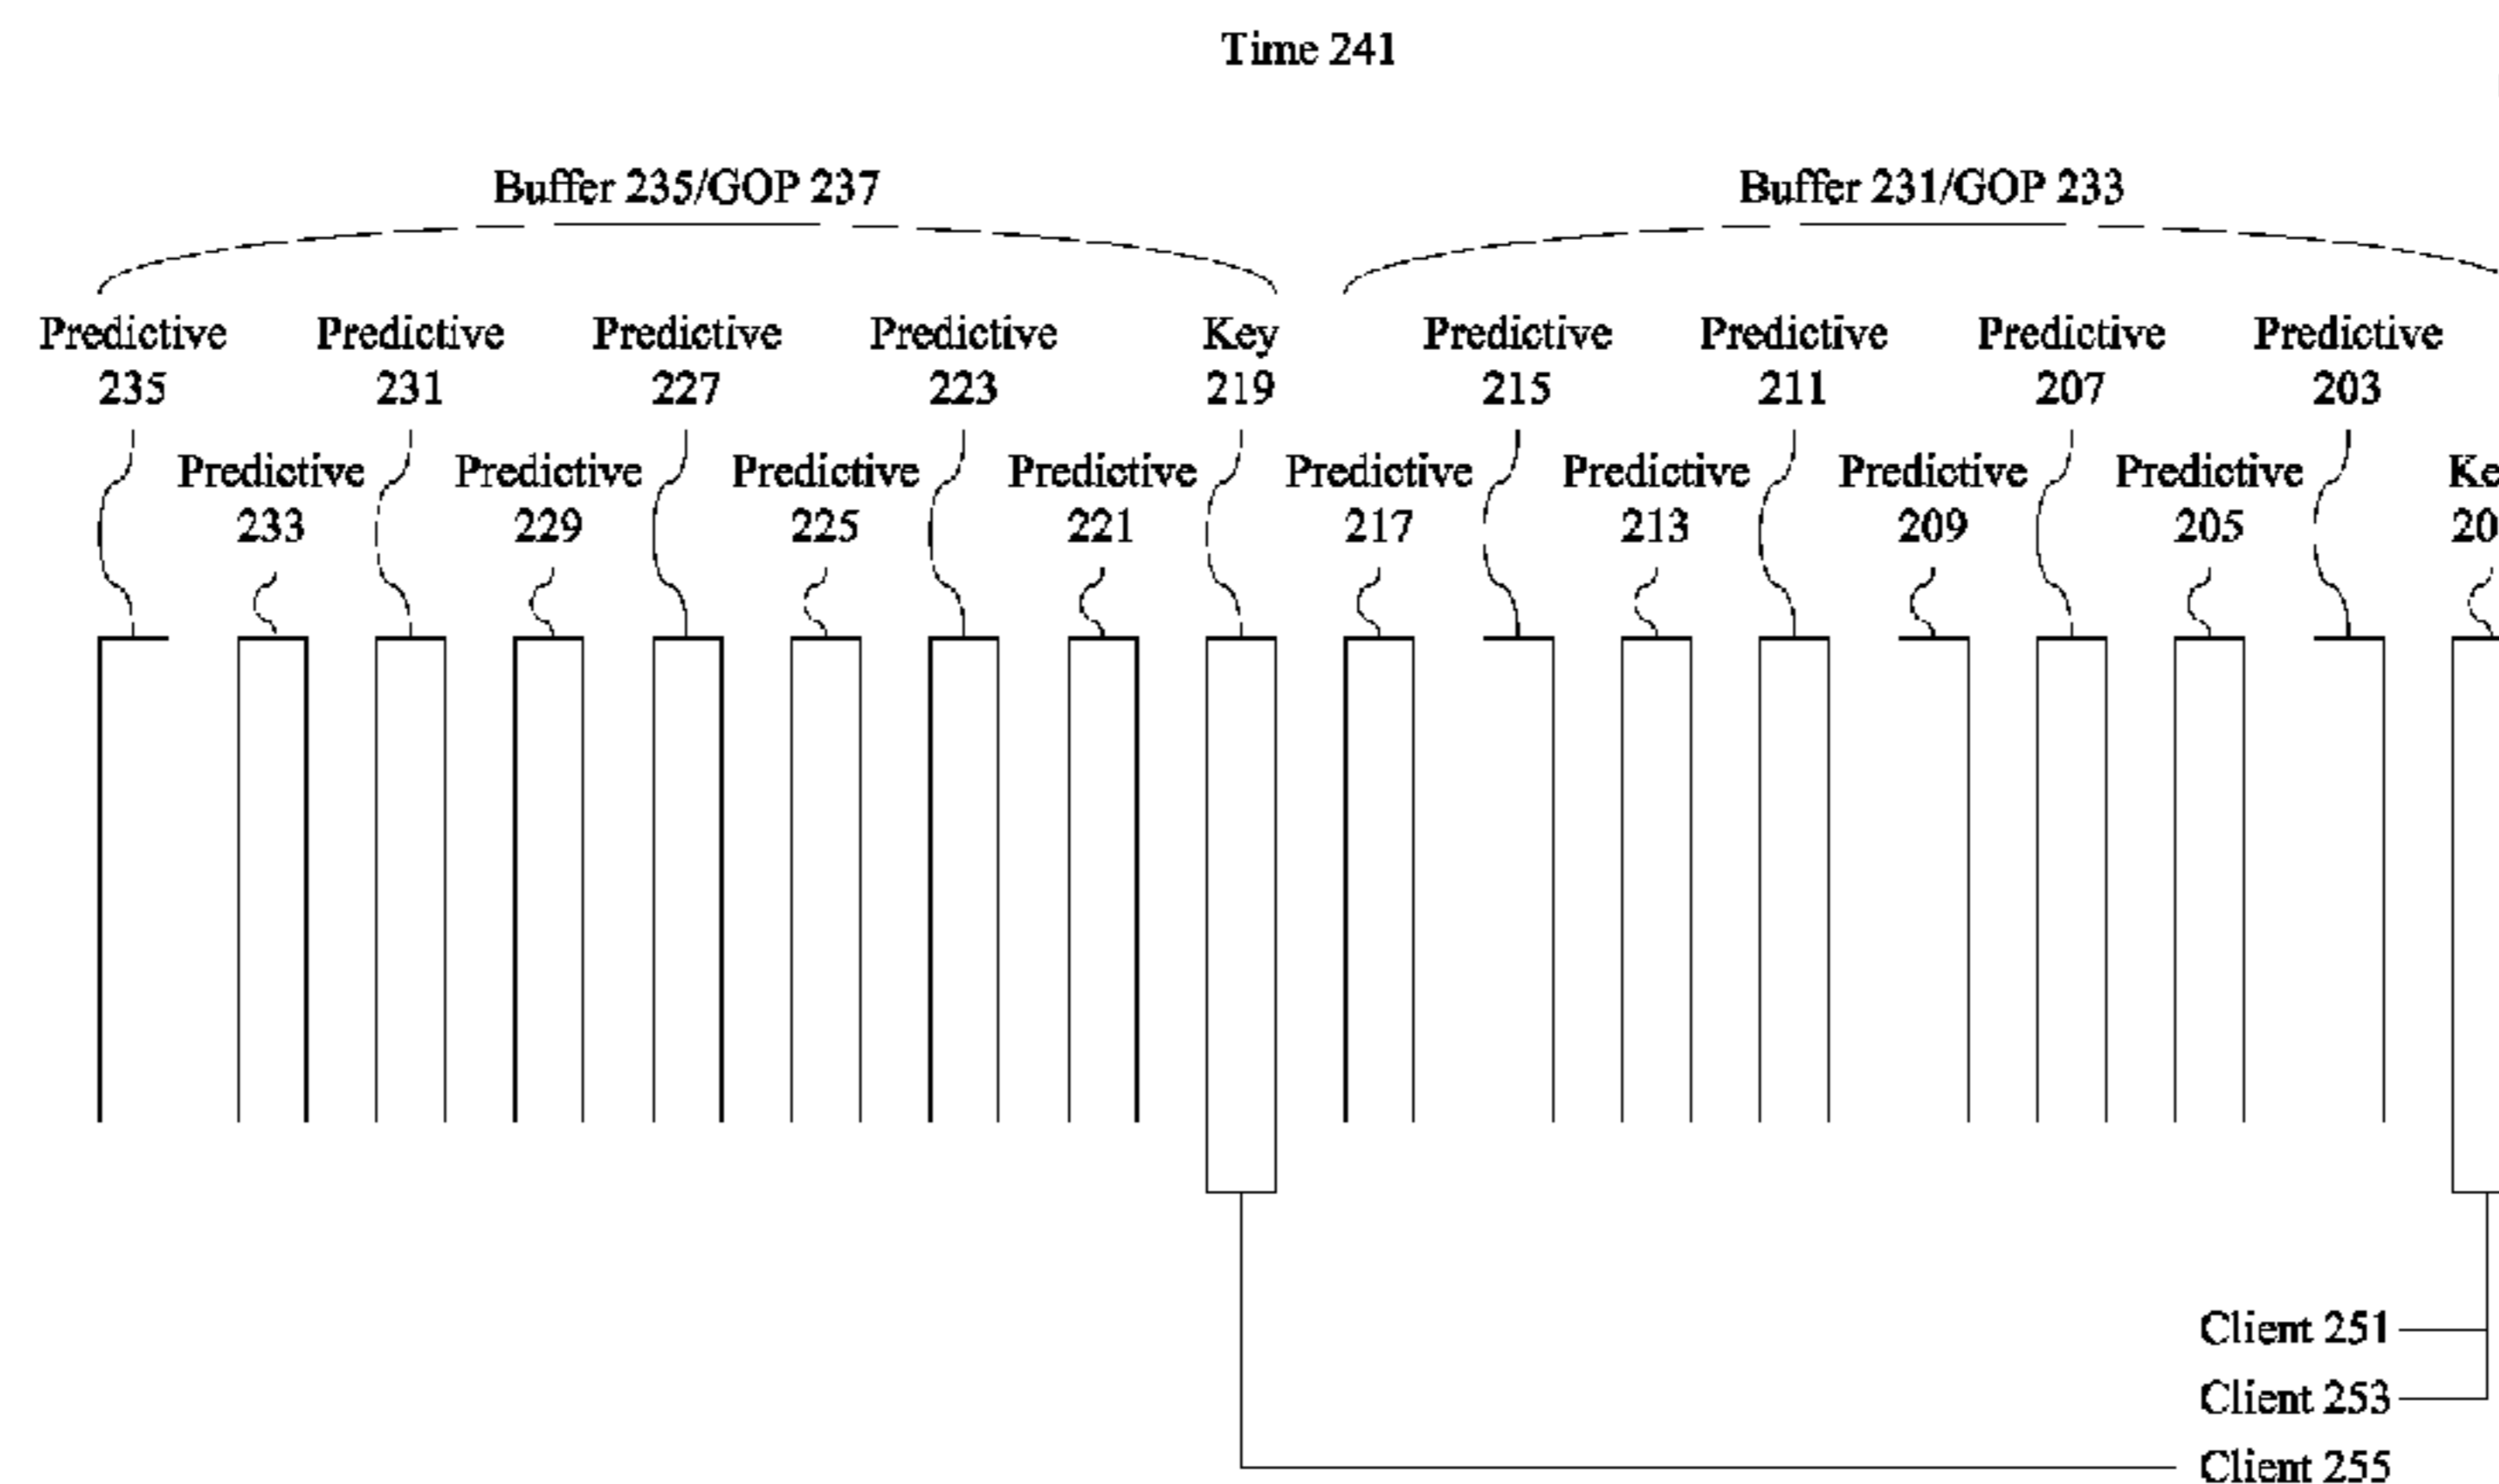 Time 241
Buffer 235/GOP 237 Buffer 231/GOP 233
Predictive Predictive Predictive Predictive Key Predictive Predictive Predictive Predictive
235 231 227 223 219 215 211 207 203
Predictive Predictive Predictive Predictive Predictive Predictive Predictive Predictive
233 229 225 221 217 213 209 205
Client 251
Client 253
Client 255